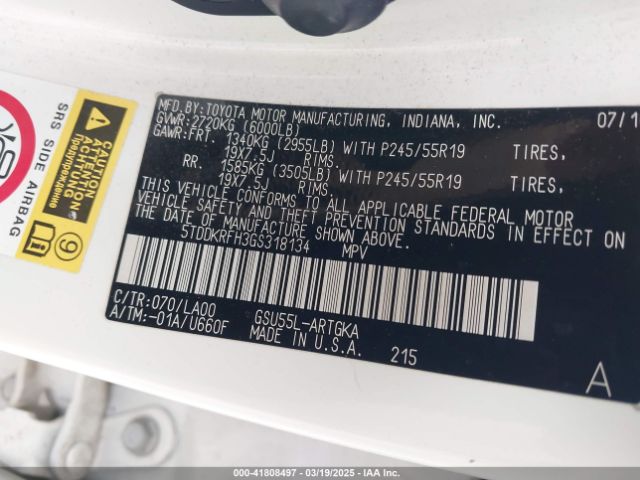 MFD.BY:TOYOTA MOTOR MANUFACTURING, INDIANA, INC. 07/1
GVWR:2720KG (6000LB)
GAWR:FRT 1340KG (2955LB) WITH P245/55R19 TIRES,
19X7.5J RIMS,
RR. 1585KG (3505LB) WITH P245/55R19 TIRES,
19X7.5J RIMS,
THIS VEHICLE CONFORMS TO ALL APPLICABLE FEDERAL MOTOR
VEHICLE SAFETY AND THEFT PREVENTION STANDARDS IN EFFECT ON
THE DATE OF MANUFACTURE SHOWN ABOVE.
5TDDKRFH3GS318134 MPV
C/TR:070/LA00 GSU55L-ARTGKA
A/TM:-01A/U660F MADE IN U.S.A. 215
A
SRS SIDE AIRBAG
CAUTION
ATTENTION
ACHTUNG
Предупреждение
9
000-41808497 — 03/19/2025 — IAA Inc.